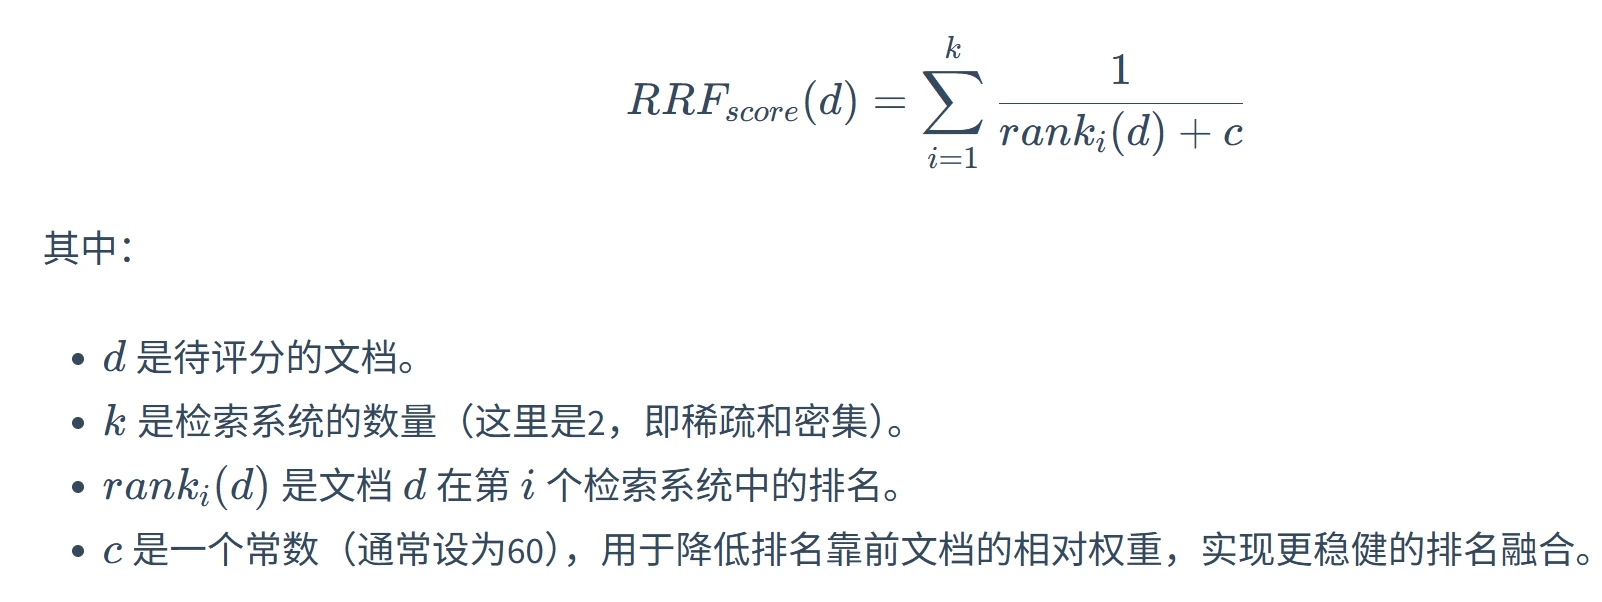 $RRF_{score}(d) = \sum_{i=1}^{k} \frac{1}{rank_i(d) + c}$
其中：
• $d$ 是待评分的文档。
• $k$ 是检索系统的数量（这里是2，即稀疏和密集）。
• $rank_i(d)$ 是文档 $d$ 在第 $i$ 个检索系统中的排名。
• $c$ 是一个常数（通常设为60），用于降低排名靠前文档的相对权重，实现更稳健的排名融合。